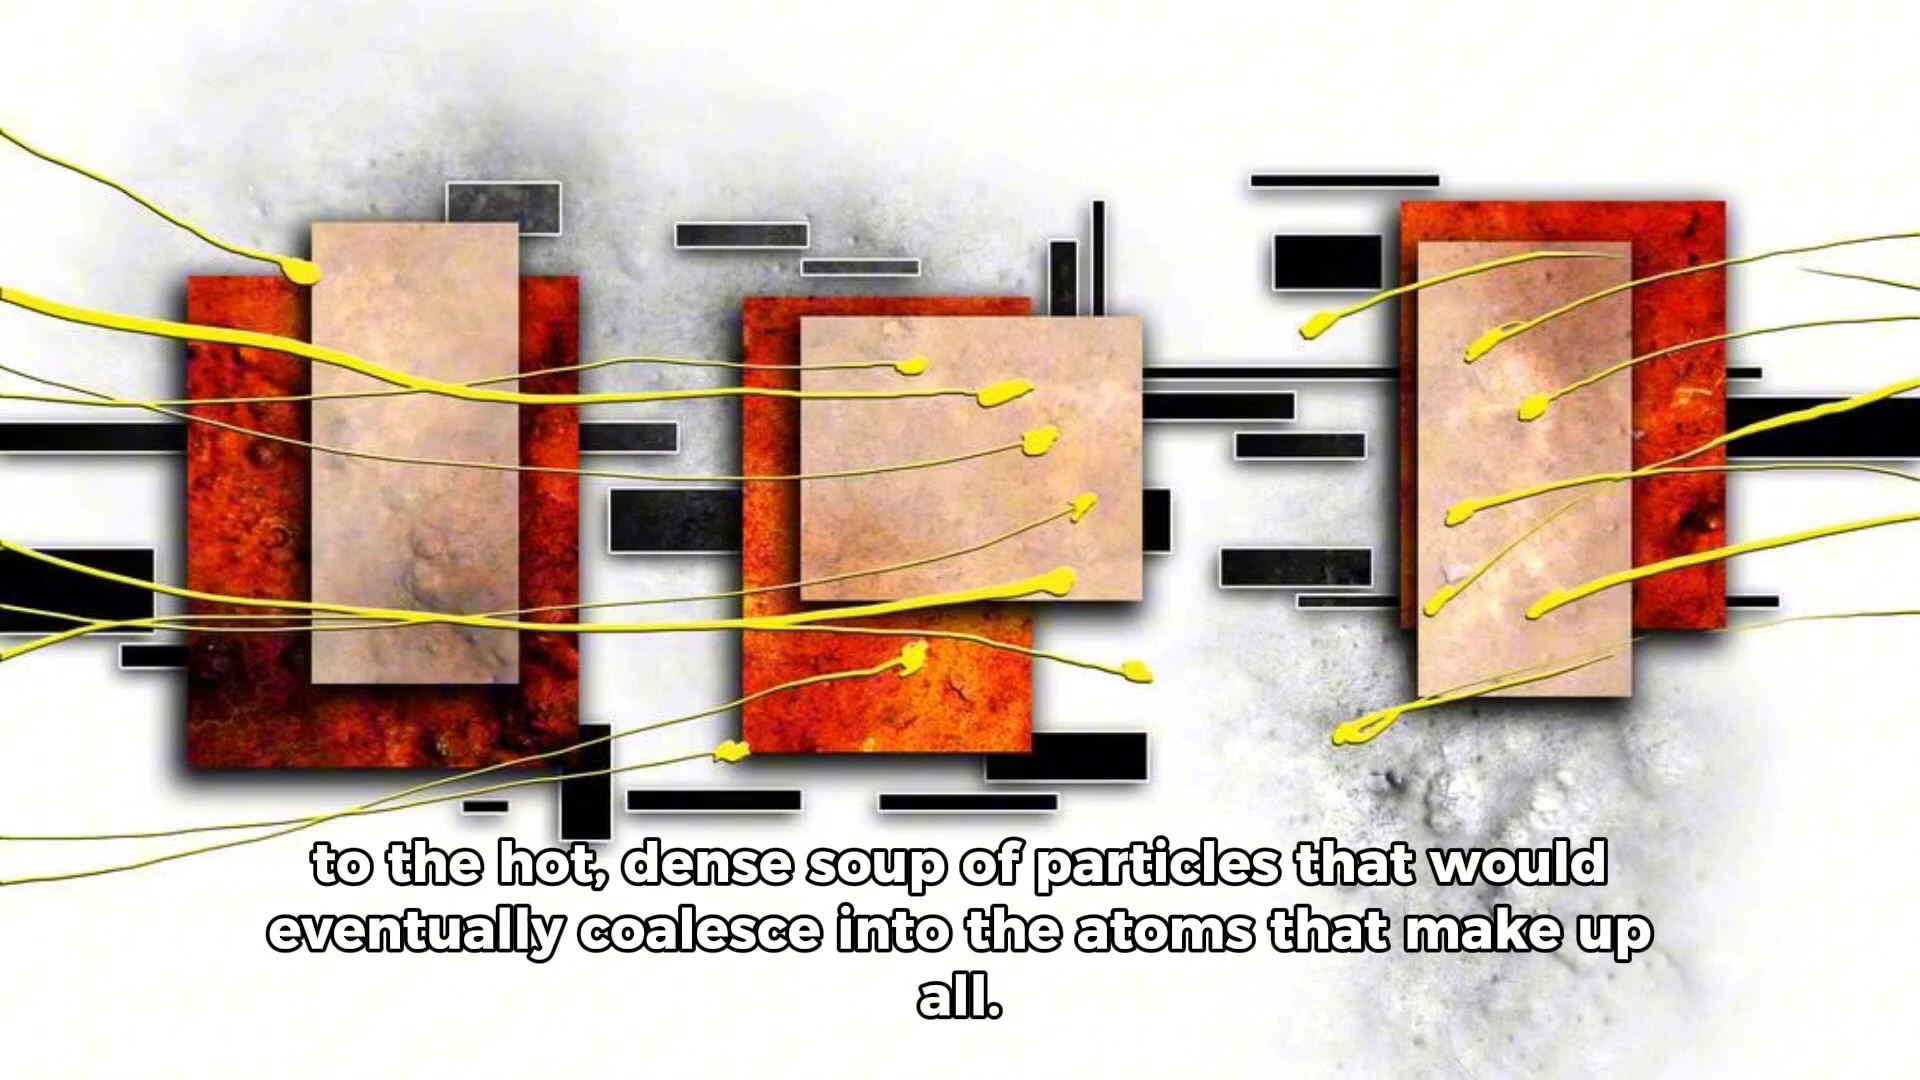 to the hot, dense soup of particles that would
eventually coalesce into the atoms that make up
all.